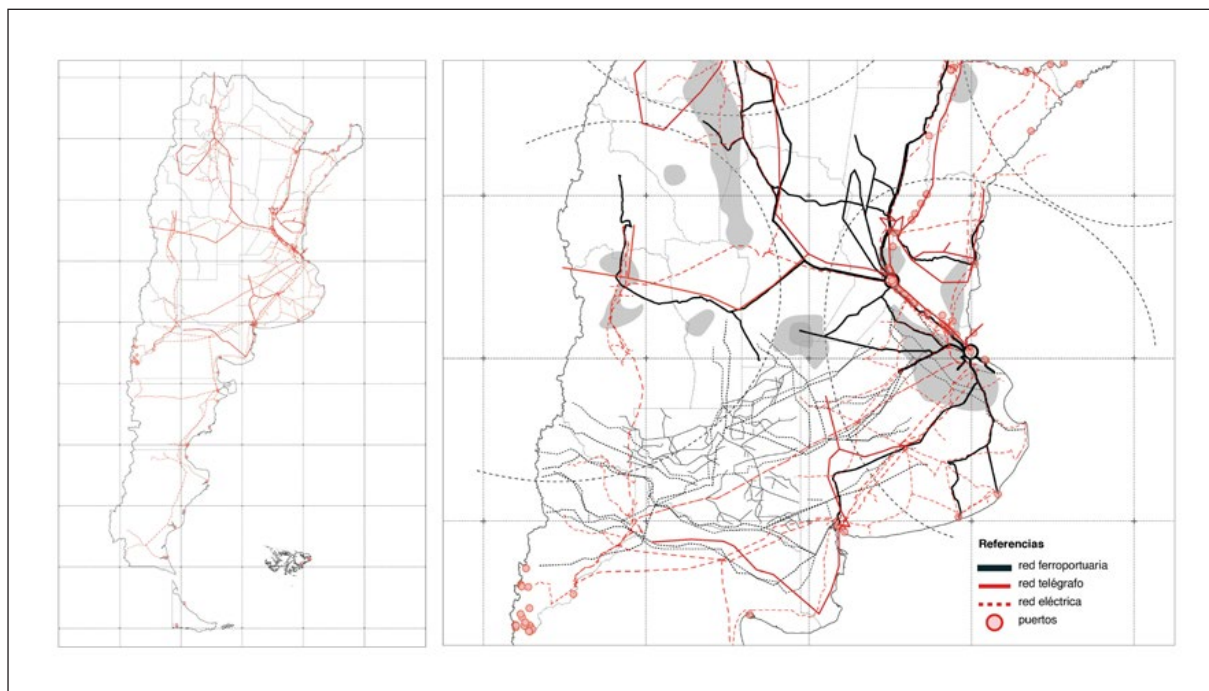 Referencias
red ferroportuaria
red telégrafo
red eléctrica
puertos